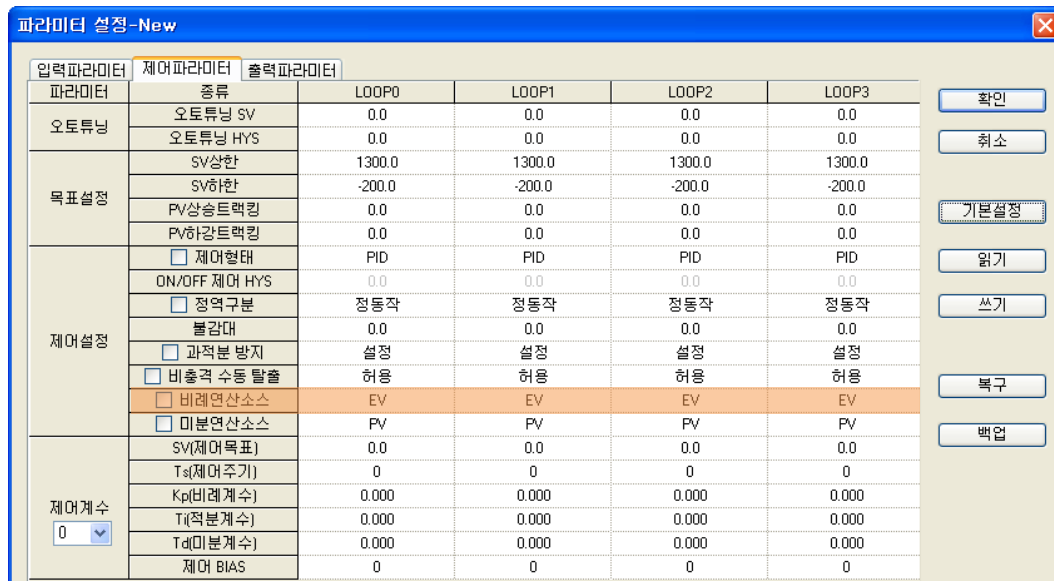 파라미터 설정-New
입력파라미터 제어파라미터 출력파라미터
파라미터 종류 LOOP0 LOOP1 LOOP2 LOOP3
오토튜닝 오토튜닝 SV 0.0 0.0 0.0 0.0
오토튜닝 HYS 0.0 0.0 0.0 0.0
목표설정 SV상한 1300.0 1300.0 1300.0 1300.0
SV하한 -200.0 -200.0 -200.0 -200.0
PV상승트랙킹 0.0 0.0 0.0 0.0
PV하강트랙킹 0.0 0.0 0.0 0.0
제어설정 제어형태 PID PID PID PID
ON/OFF 제어 HYS 0.0 0.0 0.0 0.0
정역구분 정동작 정동작 정동작 정동작
불감대 0.0 0.0 0.0 0.0
과적분 방지 설정 설정 설정 설정
비충격 수동 탈출 허용 허용 허용 허용
비례연산소스 EV EV EV EV
미분연산소스 PV PV PV PV
제어계수 0 SV(제어목표) 0.0 0.0 0.0 0.0
Ts(제어주기) 0 0 0 0
Kp(비례계수) 0.000 0.000 0.000 0.000
Ti(적분계수) 0.000 0.000 0.000 0.000
Td(미분계수) 0.000 0.000 0.000 0.000
제어 BIAS 0 0 0 0
확인
취소
기본설정
읽기
쓰기
복구
백업